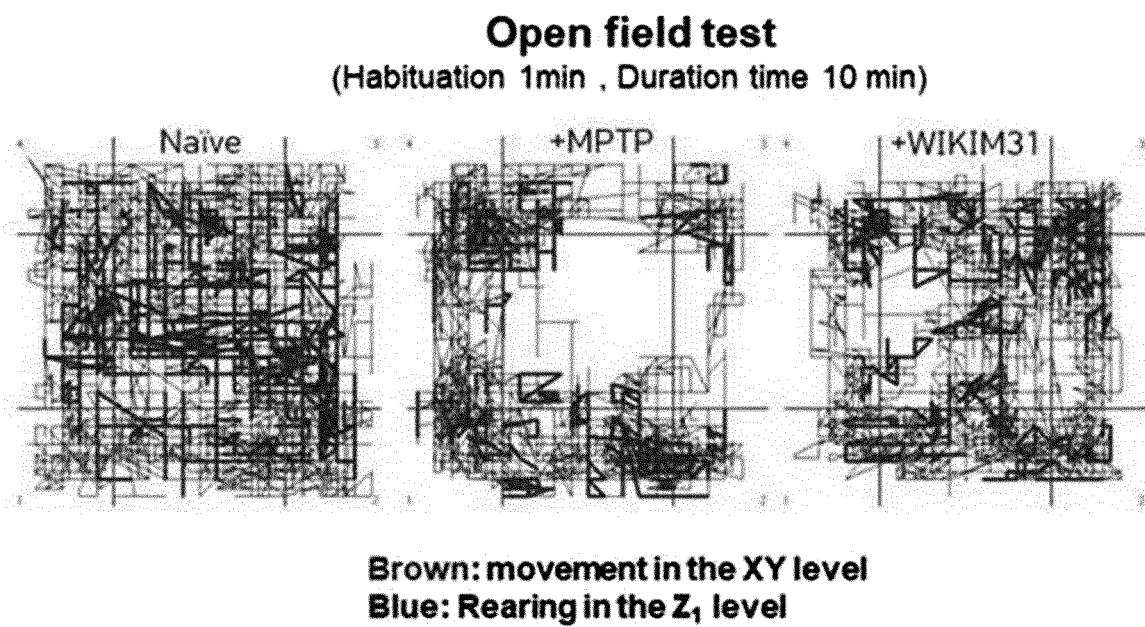 Open field test
(Habituation 1min , Duration time 10 min)
Naïve
+MPTP
+WIKIM31
Brown: movement in the XY level
Blue: Rearing in the Z₁ level